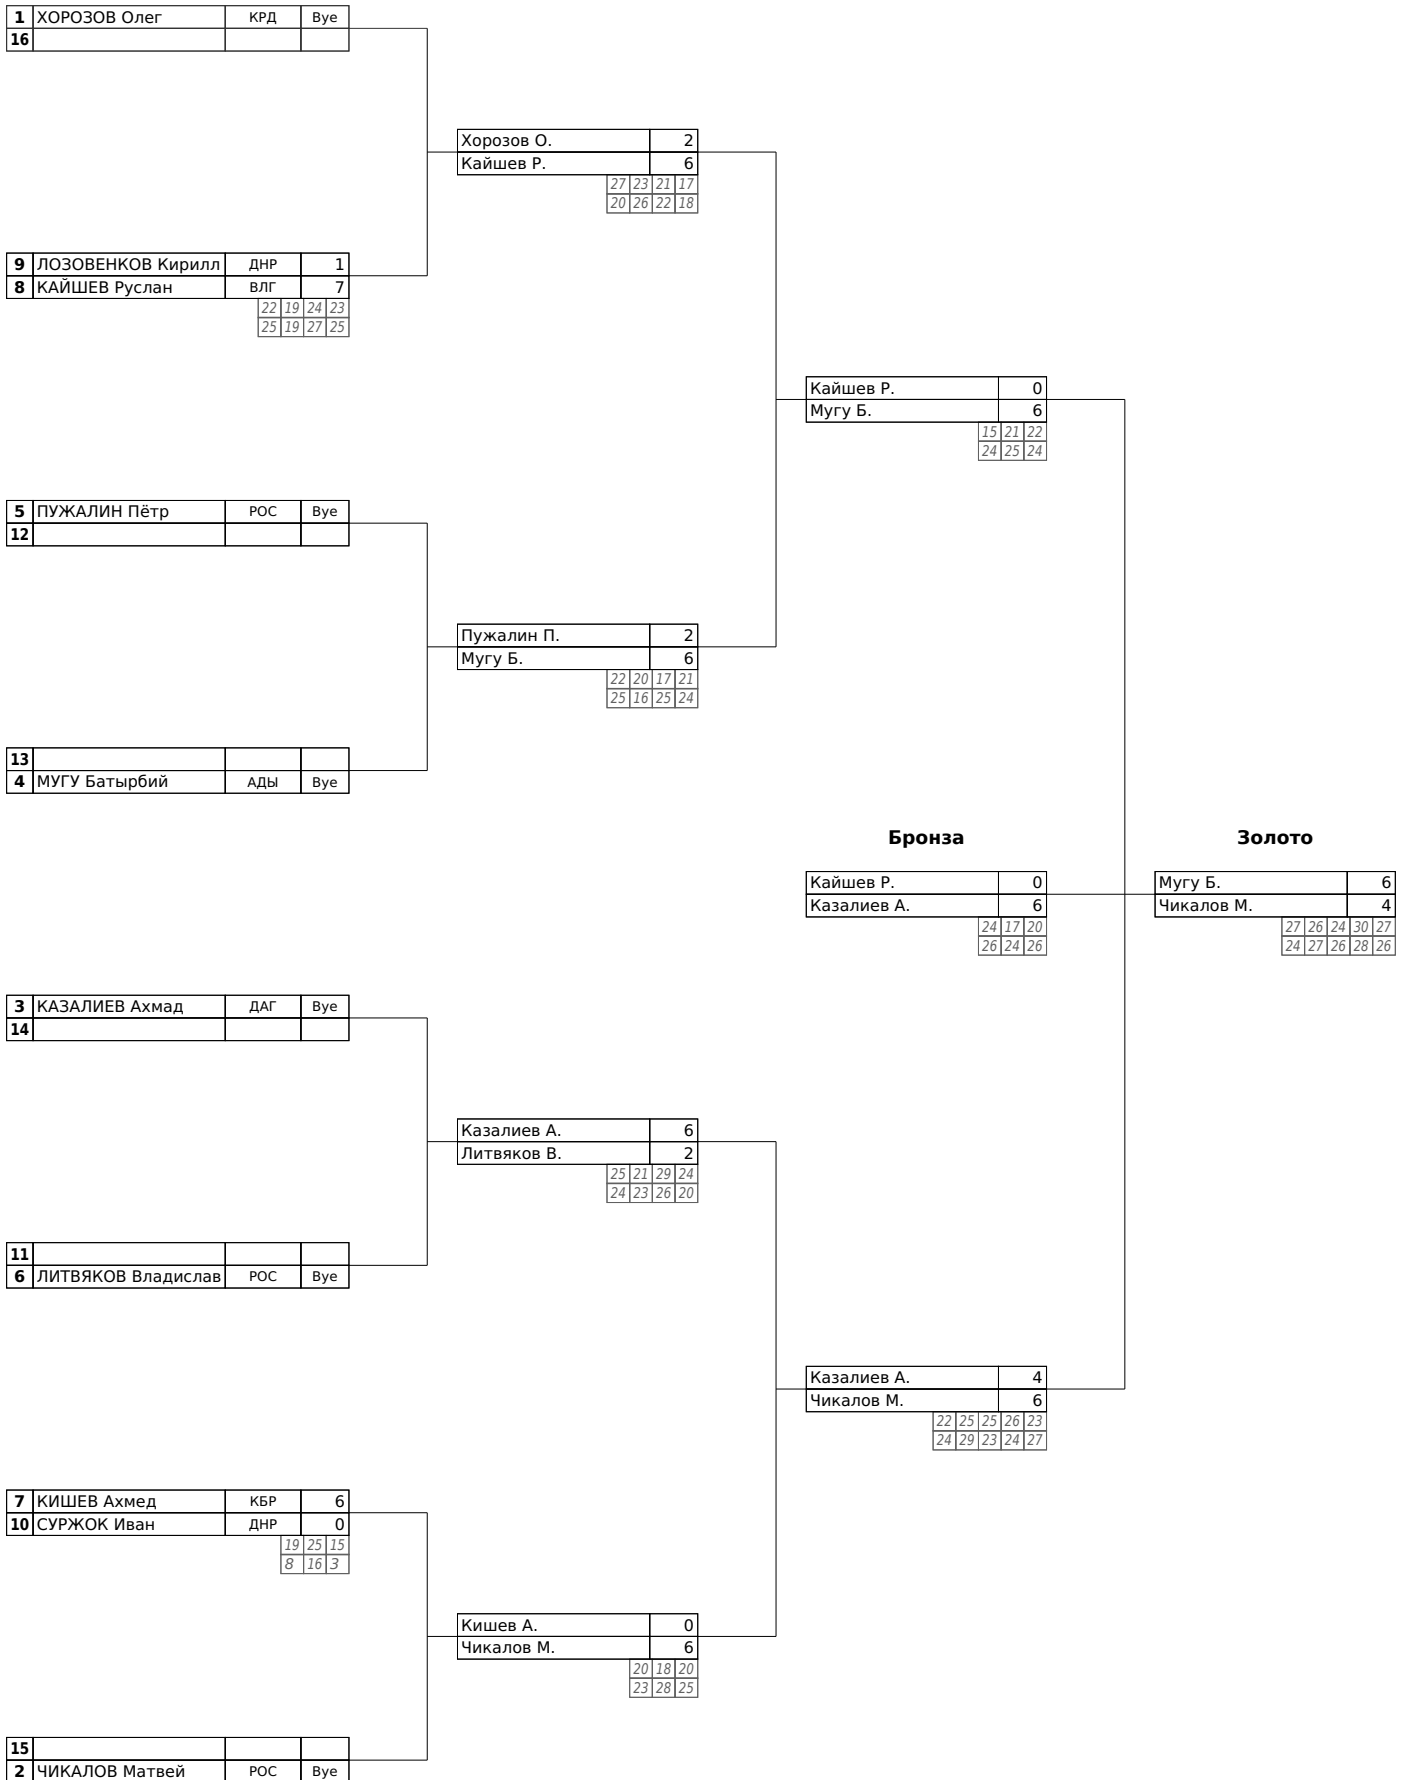 1 ХОРОЗОВ Олег КРД Bye
16
Хорозов О. 2
Кайшев Р. 6
27 23 21 17
20 26 22 18
9 ЛОЗОВЕНКОВ Кирилл ДНР 1
8 КАЙШЕВ Руслан ВЛГ 7
22 19 24 23
25 19 27 25
Кайшев Р. 0
Мугу Б. 6
15 21 22
24 25 24
5 ПУЖАЛИН Пётр РОС Bye
12
Пужалин П. 2
Мугу Б. 6
22 20 17 21
25 16 25 24
13
4 МУГУ Батырбий АДЫ Bye
Бронза
Кайшев Р. 0
Казалиев А. 6
24 17 20
26 24 26
Золото
Мугу Б. 6
Чикалов М. 4
27 26 24 30 27
24 27 26 28 26
3 КАЗАЛИЕВ Ахмад ДАГ Bye
14
Казалиев А. 6
Литвяков В. 2
25 21 29 24
24 23 26 20
11
6 ЛИТВЯКОВ Владислав РОС Bye
Казалиев А. 4
Чикалов М. 6
22 25 25 26 23
24 29 23 24 27
7 КИШЕВ Ахмед КБР 6
10 СУРЖОК Иван ДНР 0
19 25 15
8 16 3
Кишев А. 0
Чикалов М. 6
20 18 20
23 28 25
15
2 ЧИКАЛОВ Матвей РОС Bye